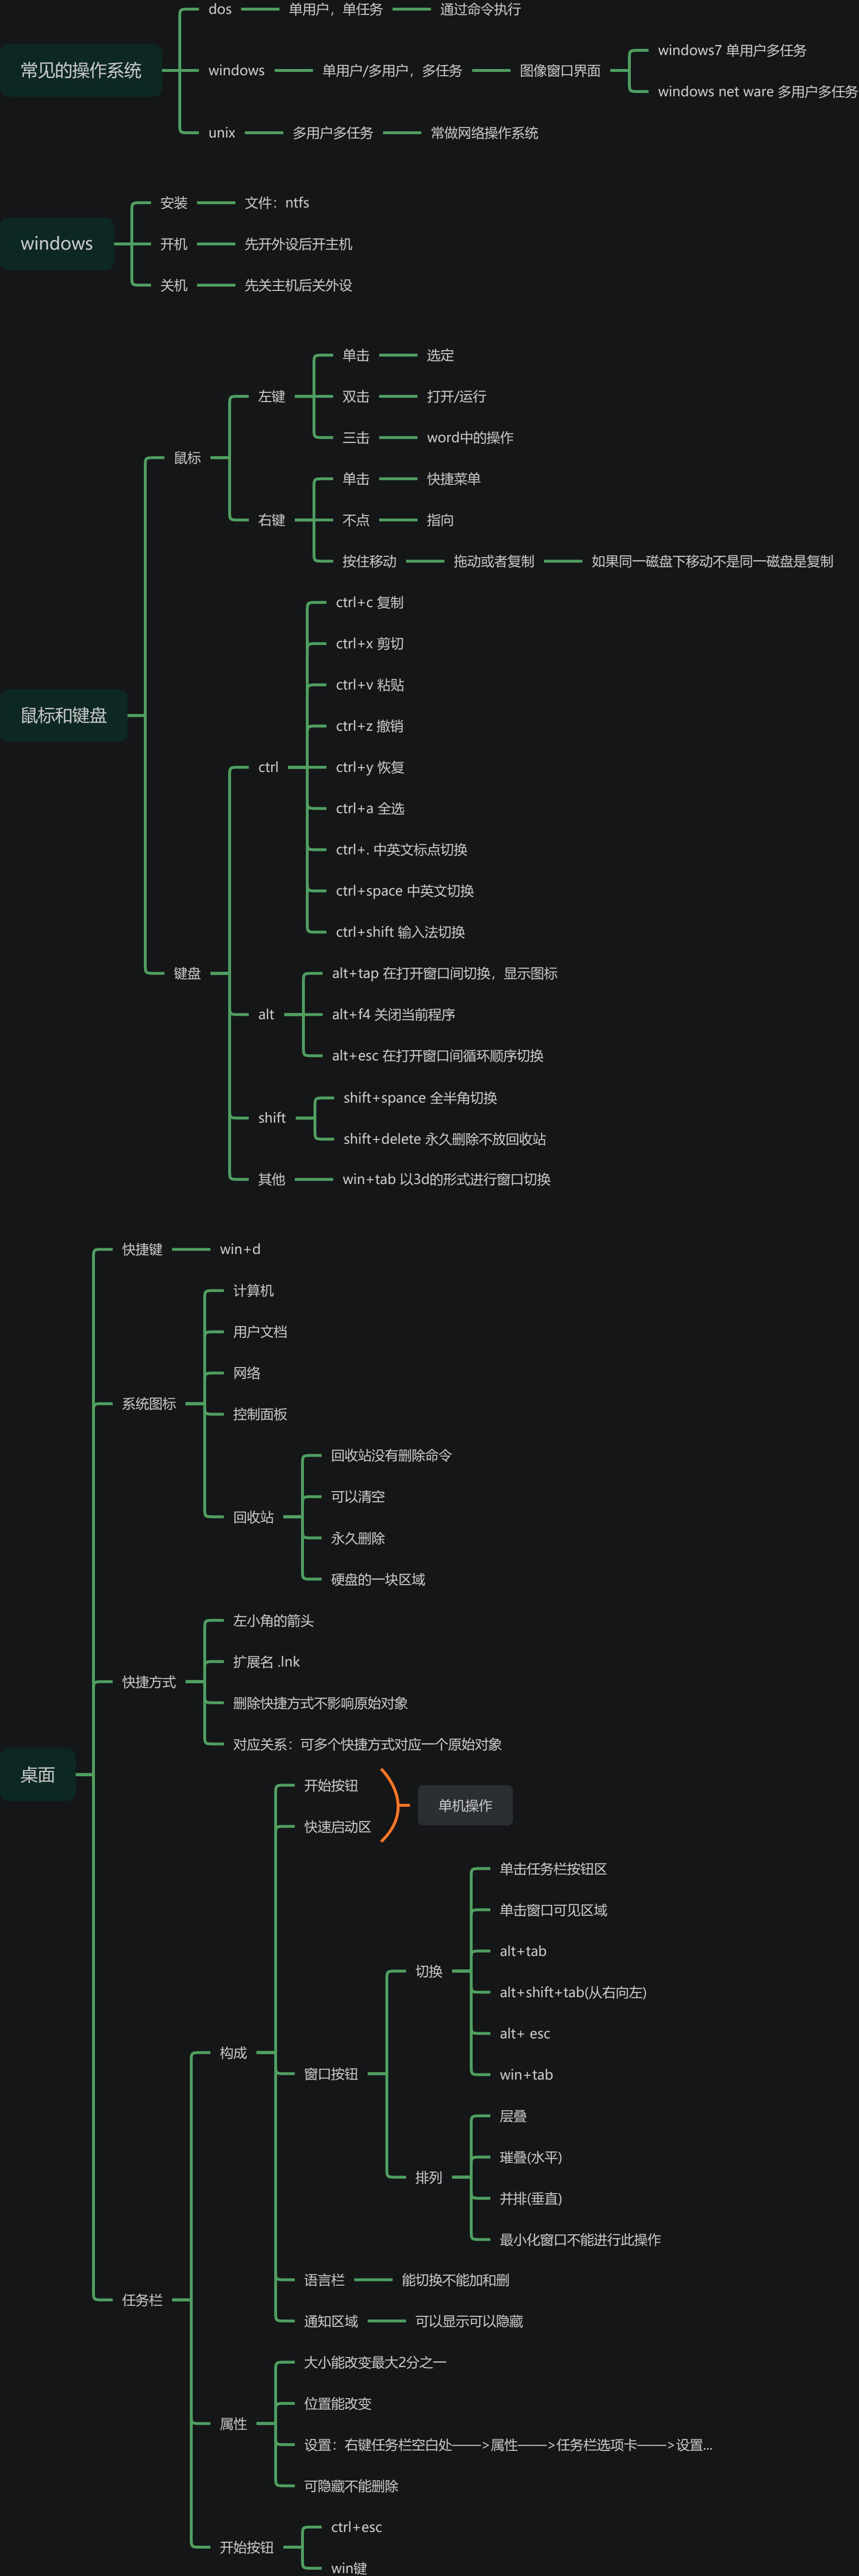 常见的操作系统
dos
单用户，单任务
通过命令执行
windows
单用户/多用户，多任务
图像窗口界面
windows7 单用户多任务
windows net ware 多用户多任务
unix
多用户多任务
常做网络操作系统
windows
安装
文件：ntfs
开机
先开外设后开主机
关机
先关主机后关外设
鼠标和键盘
鼠标
左键
单击
选定
双击
打开/运行
三击
word中的操作
右键
单击
快捷菜单
不点
指向
按住移动
拖动或者复制
如果同一磁盘下移动不是同一磁盘是复制
键盘
ctrl
ctrl+c 复制
ctrl+x 剪切
ctrl+v 粘贴
ctrl+z 撤销
ctrl+y 恢复
ctrl+a 全选
ctrl+. 中英文标点切换
ctrl+space 中英文切换
ctrl+shift 输入法切换
alt
alt+tap 在打开窗口间切换，显示图标
alt+f4 关闭当前程序
alt+esc 在打开窗口间循环顺序切换
shift
shift+spance 全半角切换
shift+delete 永久删除不放回收站
其他
win+tab 以3d的形式进行窗口切换
桌面
快捷键
win+d
系统图标
计算机
用户文档
网络
控制面板
回收站
回收站没有删除命令
可以清空
永久删除
硬盘的一块区域
快捷方式
左小角的箭头
扩展名 .lnk
删除快捷方式不影响原始对象
对应关系：可多个快捷方式对应一个原始对象
任务栏
构成
开始按钮
快速启动区
单机操作
窗口按钮
切换
单击任务栏按钮区
单击窗口可见区域
alt+tab
alt+shift+tab(从右向左)
alt+ esc
win+tab
排列
层叠
璀叠(水平)
并排(垂直)
最小化窗口不能进行此操作
语言栏
能切换不能加和删
通知区域
可以显示可以隐藏
属性
大小能改变最大2分之一
位置能改变
设置：右键任务栏空白处——>属性——>任务栏选项卡——>设置...
可隐藏不能删除
开始按钮
ctrl+esc
win键